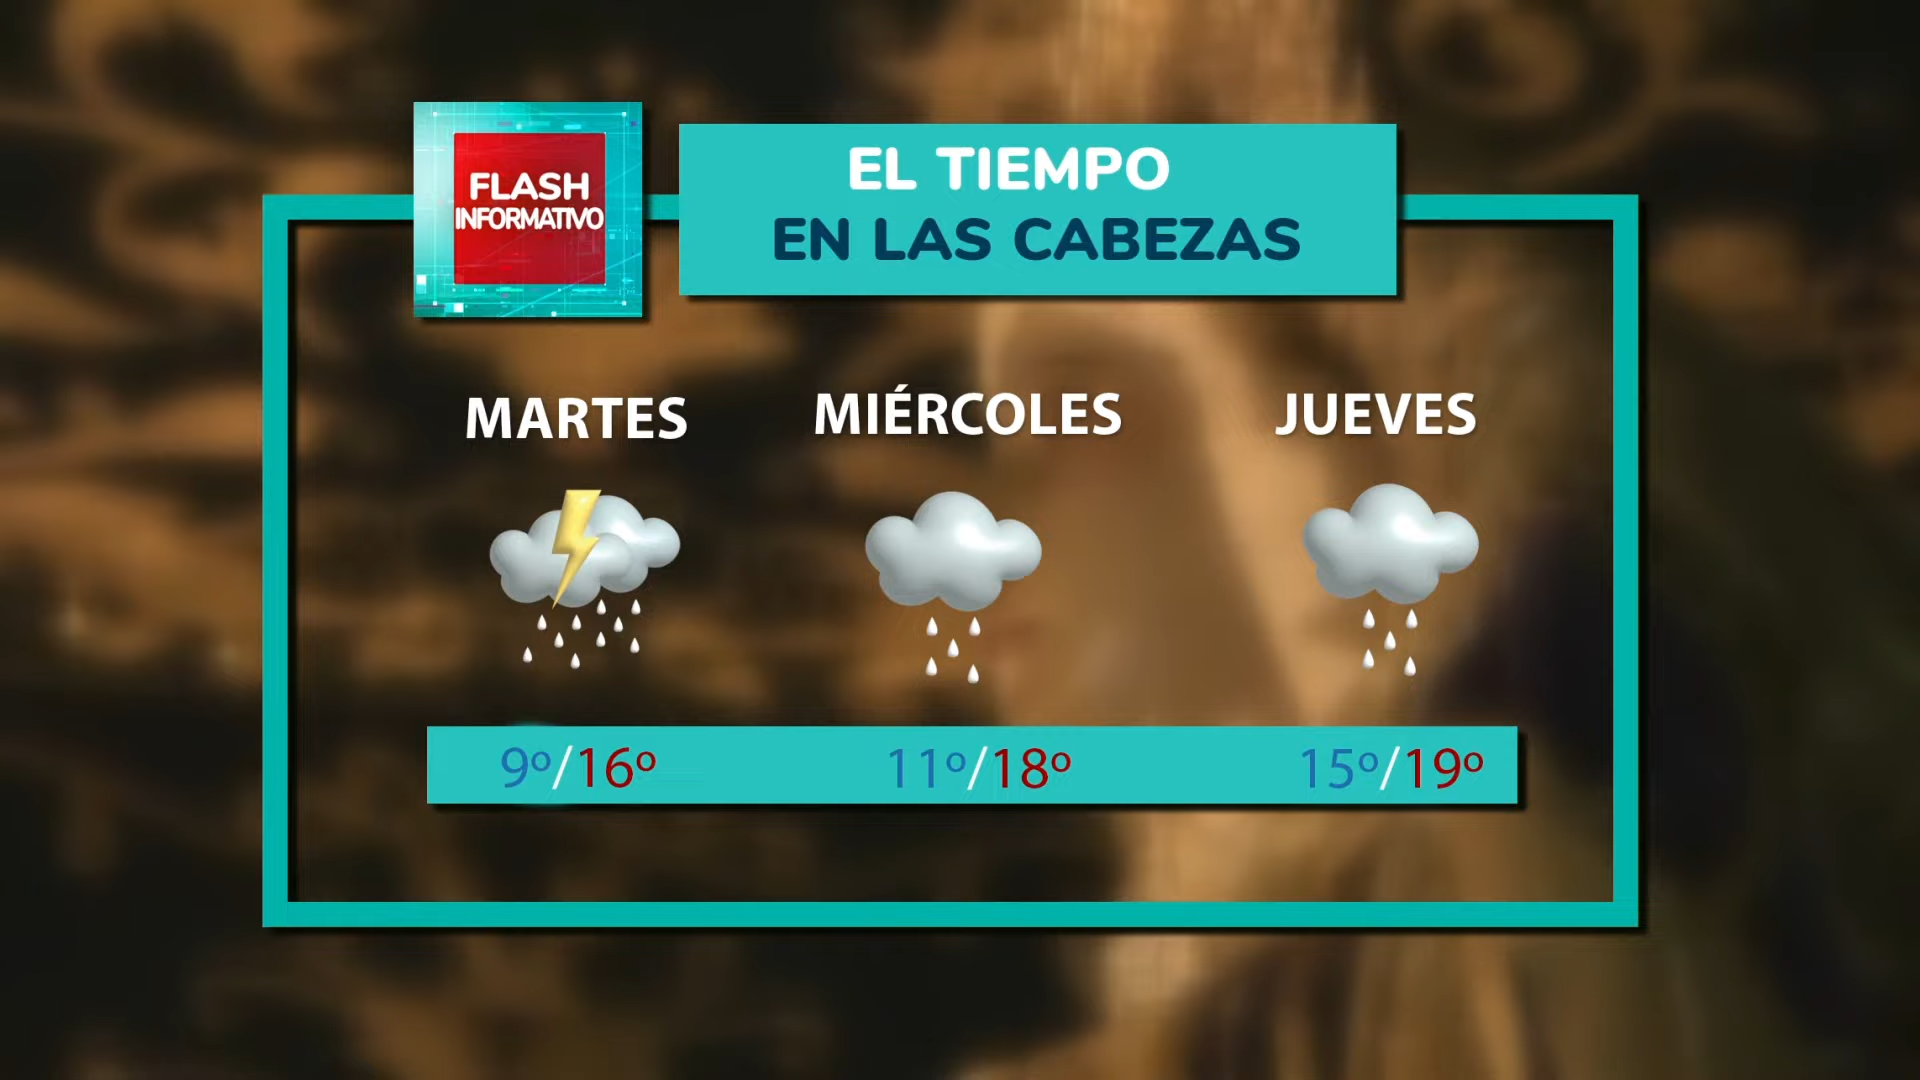 FLASH
INFORMATIVO
EL TIEMPO
EN LAS CABEZAS
MARTES MIÉRCOLES JUEVES
9º/16º 11º/18º 15º/19º